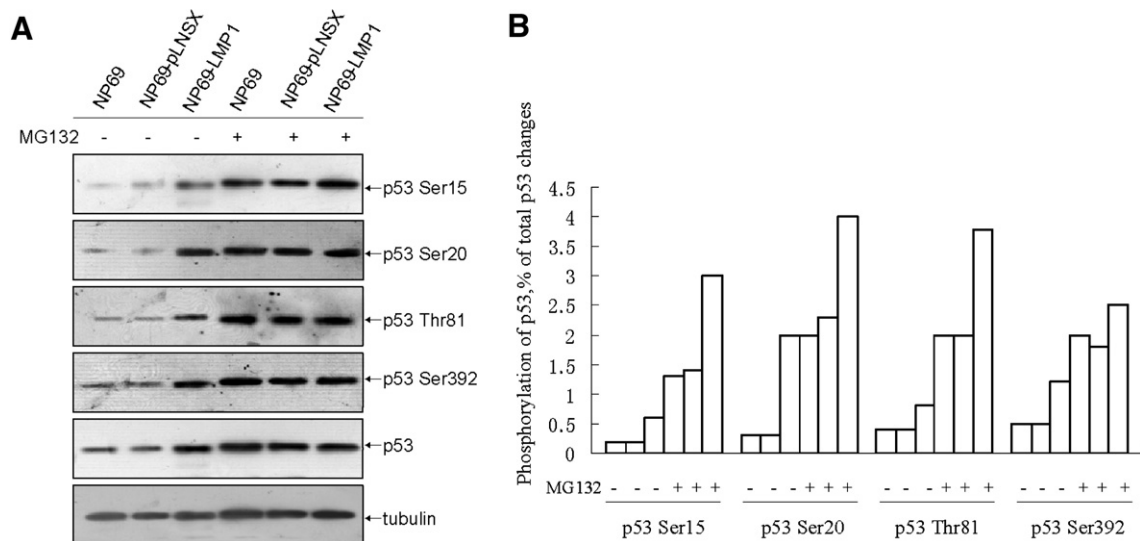 A
NP69
NP69-pLNSX
NP69-LMP1
NP69
NP69-pLNSX
NP69-LMP1
MG132 - - - + + +
p53 Ser15
p53 Ser20
p53 Thr81
p53 Ser392
p53
tubulin
B
Phosphorylation of p53,% of total p53 changes
4.5
4
3.5
3
2.5
2
1.5
1
0.5
0
MG132 - - - + + + - - - + + + - - - + + + - - - + + +
p53 Ser15 p53 Ser20 p53 Thr81 p53 Ser392